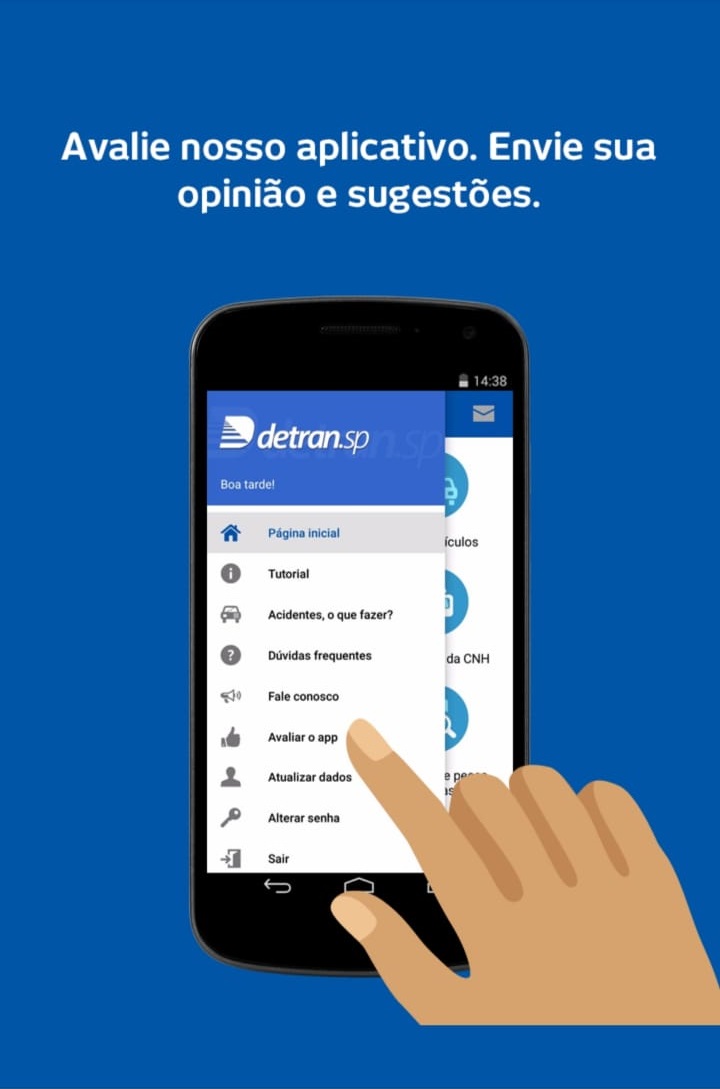 Avalie nosso aplicativo. Envie sua
opinião e sugestões.
14:38
detran.sp
Boa tarde!
Página inicial
ículos
Tutorial
Acidentes, o que fazer?
Dúvidas frequentes
da CNH
Fale conosco
Avaliar o app
Atualizar dados
Alterar senha
Sair